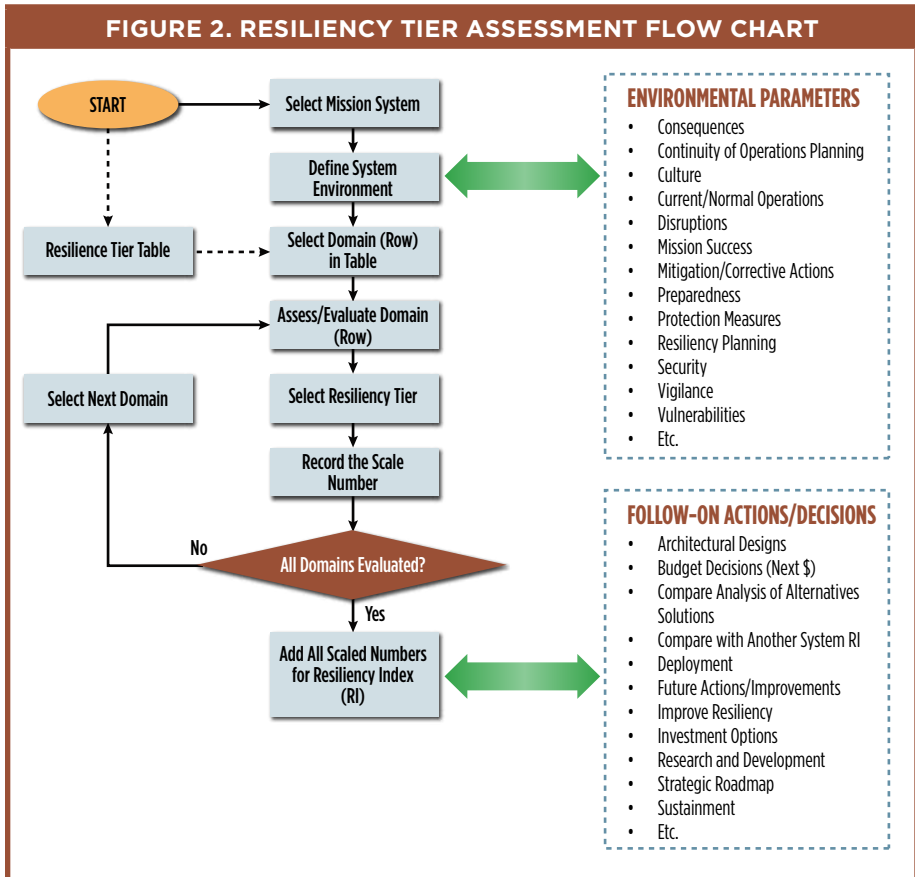 FIGURE 2. RESILIENCY TIER ASSESSMENT FLOW CHART
START
Select Mission System
Define System
Environment
Resilience Tier Table
Select Domain (Row)
in Table
Assess/Evaluate Domain
(Row)
Select Next Domain
Select Resiliency Tier
Record the Scale
Number
No
All Domains Evaluated?
Yes
Add All Scaled Numbers
for Resiliency Index
(RI)
ENVIRONMENTAL PARAMETERS
• Consequences
• Continuity of Operations Planning
• Culture
• Current/Normal Operations
• Disruptions
• Mission Success
• Mitigation/Corrective Actions
• Preparedness
• Protection Measures
• Resiliency Planning
• Security
• Vigilance
• Vulnerabilities
• Etc.
FOLLOW-ON ACTIONS/DECISIONS
• Architectural Designs
• Budget Decisions (Next $)
• Compare Analysis of Alternatives
Solutions
• Compare with Another System RI
• Deployment
• Future Actions/Improvements
• Improve Resiliency
• Investment Options
• Research and Development
• Strategic Roadmap
• Sustainment
• Etc.